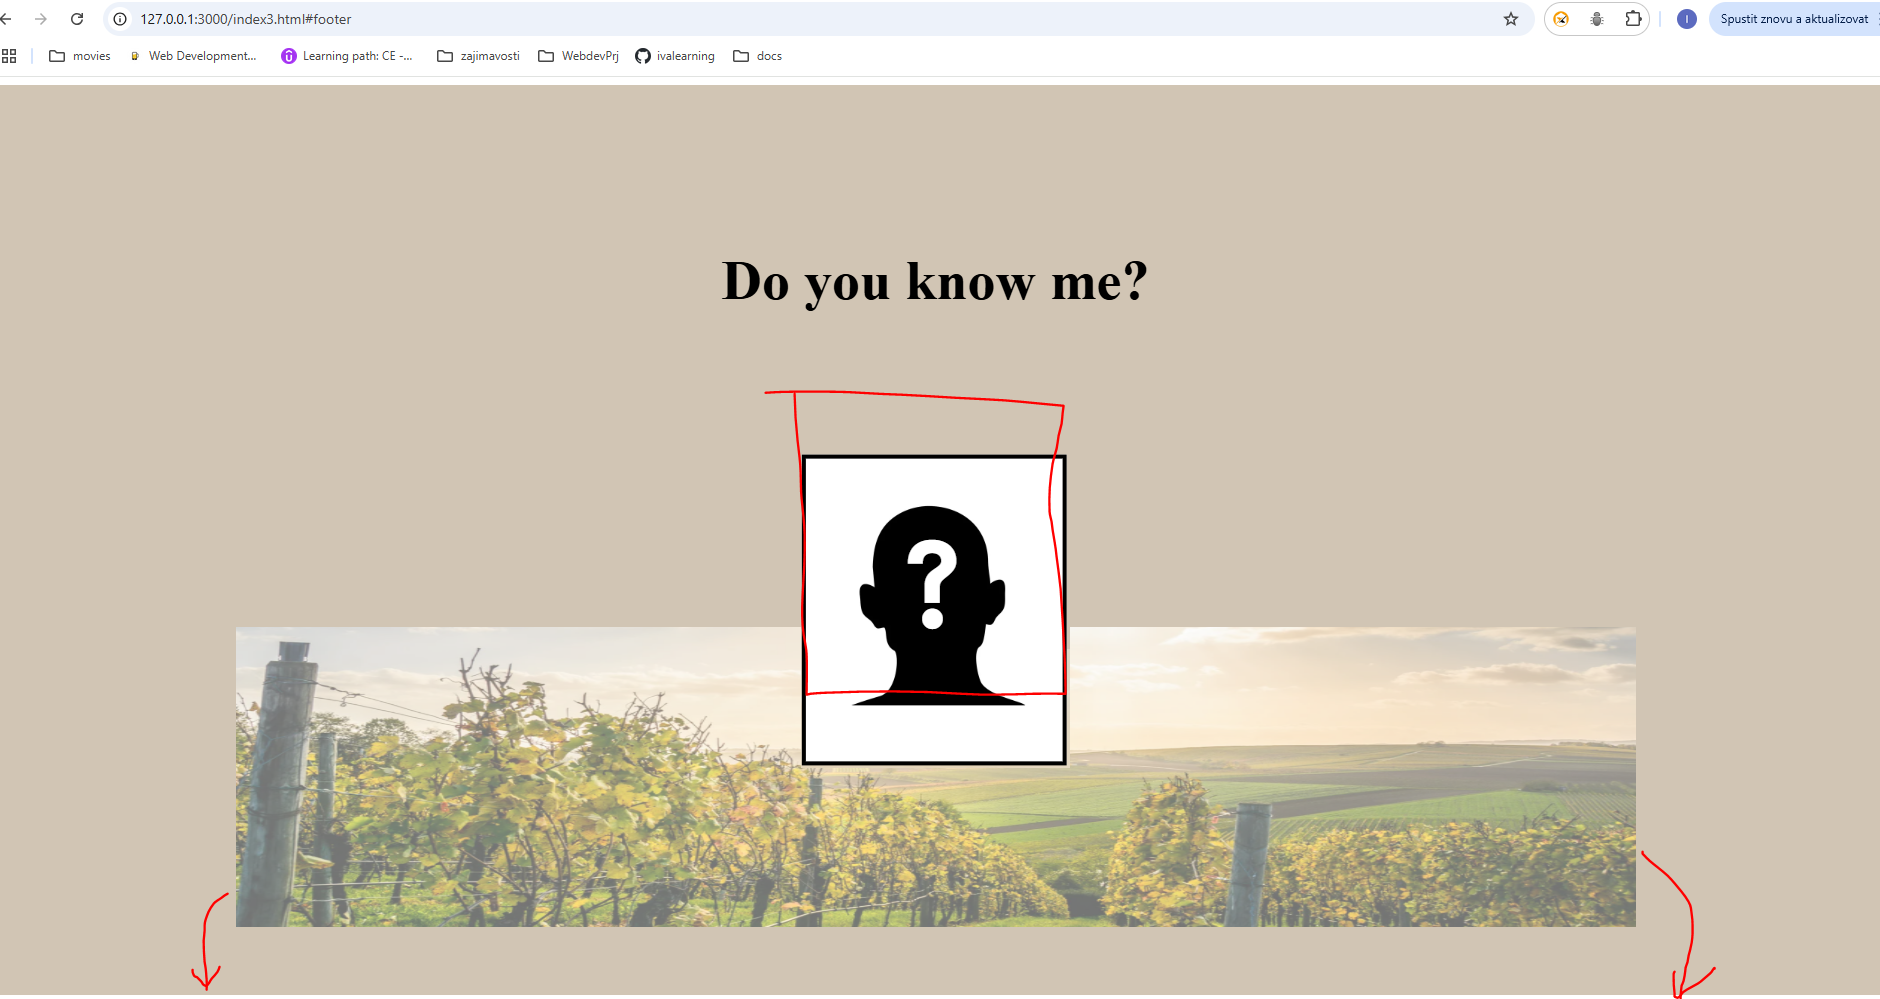 127.0.0.1:3000/index3.html#footer
I
Spustit znovu a aktualizovat
movies
Web Development...
Learning path: CE -...
zajimavosti
WebdevPrj
ivalearning
docs
Do you know me?
?